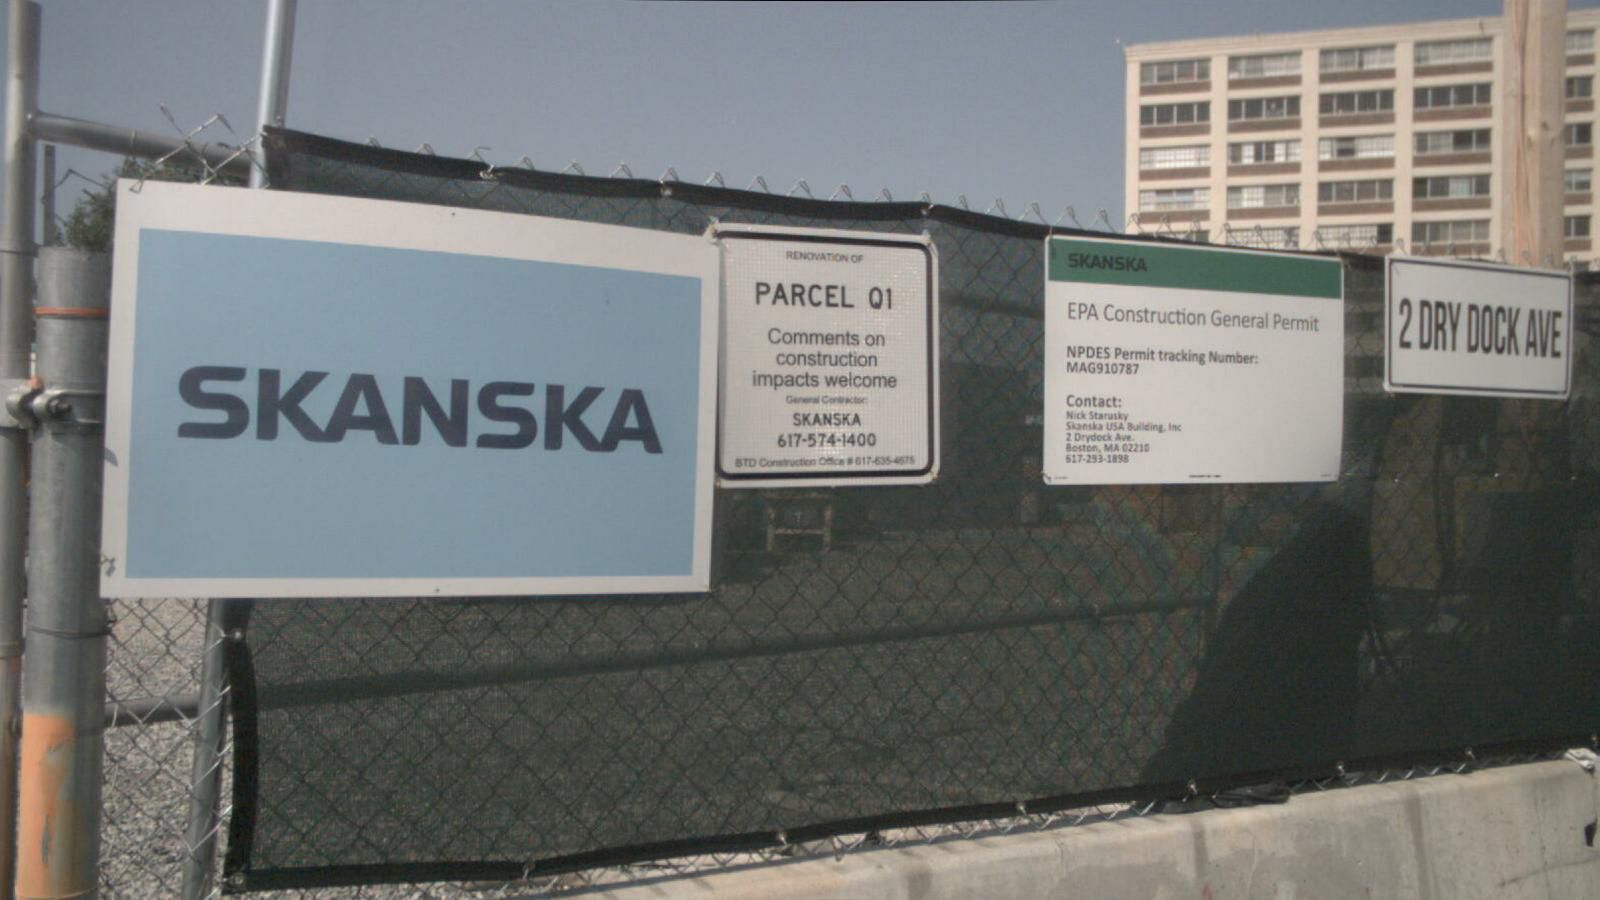 SKANSKA
RENOVATION OF
PARCEL Q1
Comments on
construction
impacts welcome
General Contractor:
SKANSKA
617-574-1400
BTD Construction Office # 617-635-4675
SKANSKA
EPA Construction General Permit
NPDES Permit tracking Number:
MAG910787
Contact:
Nick Starusky
Skanska USA Building, Inc
2 Drydock Ave.
Boston, MA 02210
617-293-1898
2 DRY DOCK AVE